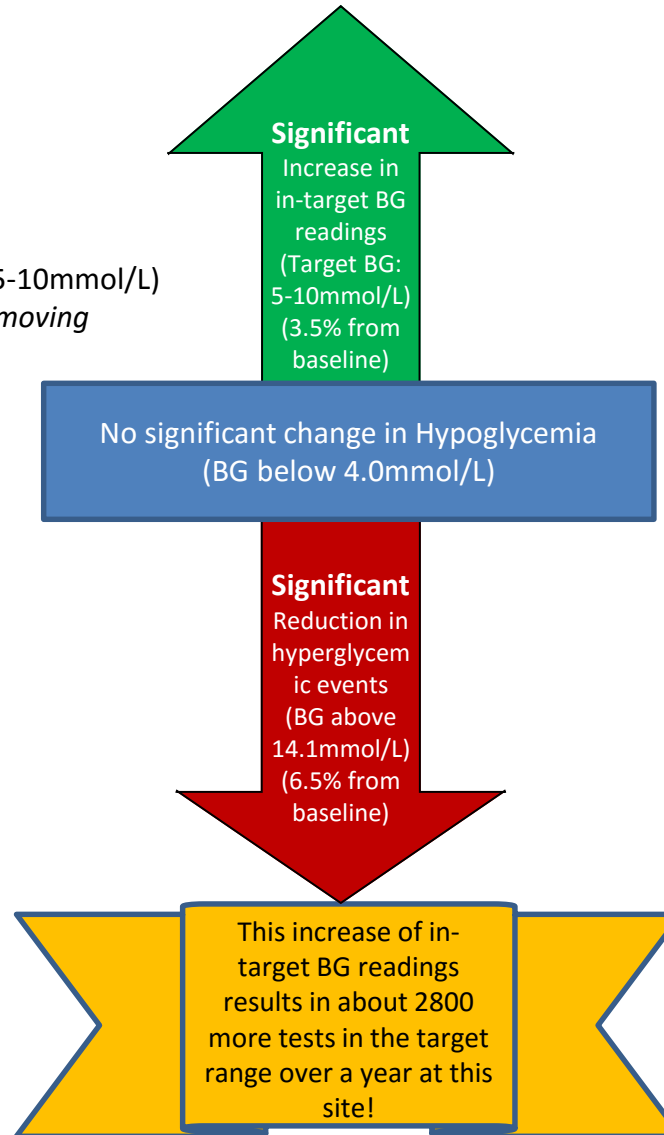 Significant
Increase in
in-target BG
readings
(Target BG:
5-10mmol/L)
(3.5% from
baseline)
5-10mmol/L)
moving
No significant change in Hypoglycemia
(BG below 4.0mmol/L)
Significant
Reduction in
hyperglycem
ic events
(BG above
14.1mmol/L)
(6.5% from
baseline)
This increase of in-
target BG readings
results in about 2800
more tests in the target
range over a year at this
site!